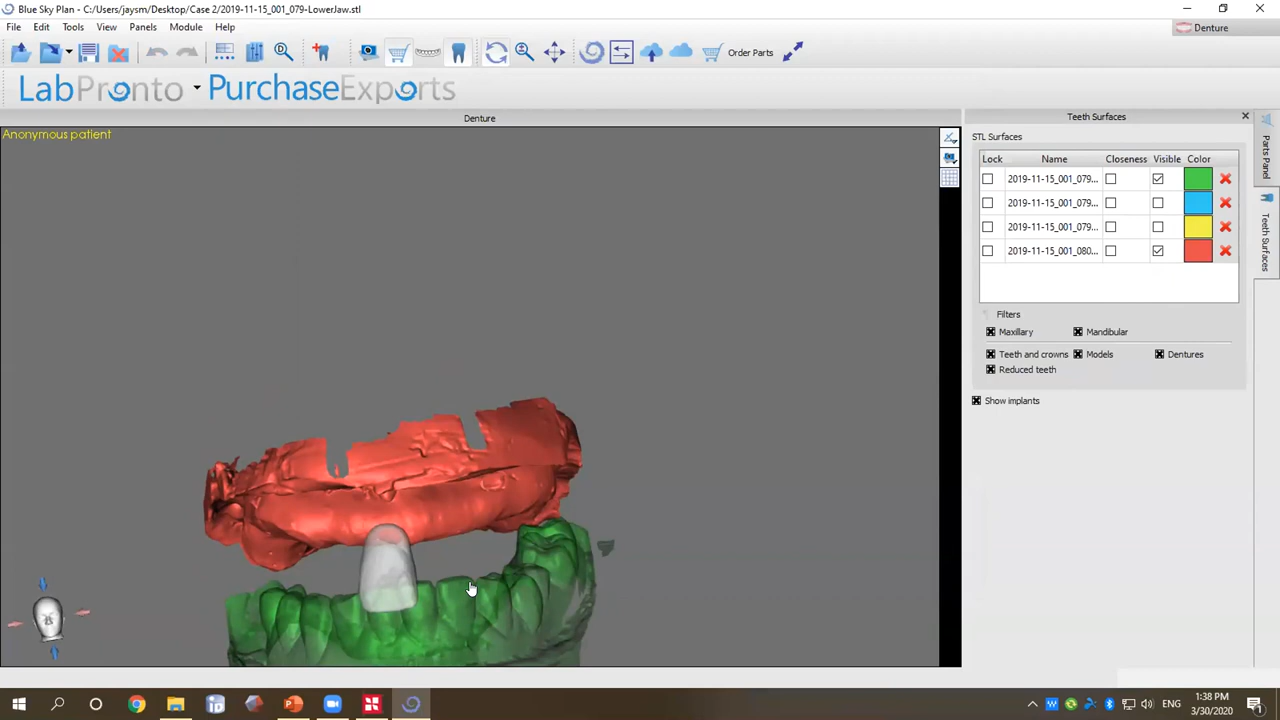 Blue Sky Plan - C:/Users/jaysm/Desktop/Case 2/2019-11-15_001_079-LowerJaw.stl
File Edit Tools View Panels Module Help
Denture
Order Parts
LabPronto PurchaseExports
Denture
Teeth Surfaces
Anonymous patient
STL Surfaces
Lock Name Closeness Visible Color
2019-11-15_001_079...
2019-11-15_001_079...
2019-11-15_001_079...
2019-11-15_001_080...
Filters
Maxillary Mandibular
Teeth and crowns Models Dentures
Reduced teeth
Show implants
Parts Panel
Teeth Surfaces
1:38 PM
ENG
3/30/2020